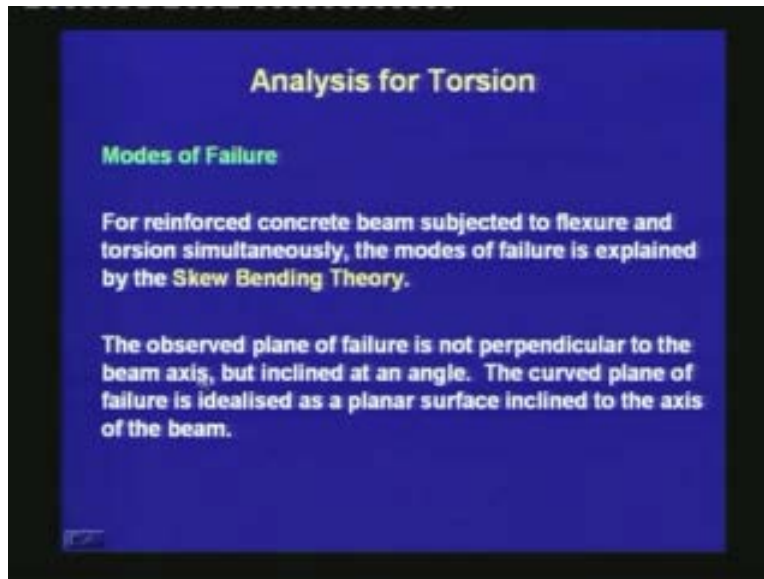 Analysis for Torsion
Modes of Failure
For reinforced concrete beam subjected to flexure and
torsion simultaneously, the modes of failure is explained
by the Skew Bending Theory.
The observed plane of failure is not perpendicular to the
beam axis, but inclined at an angle. The curved plane of
failure is idealised as a planar surface inclined to the axis
of the beam.